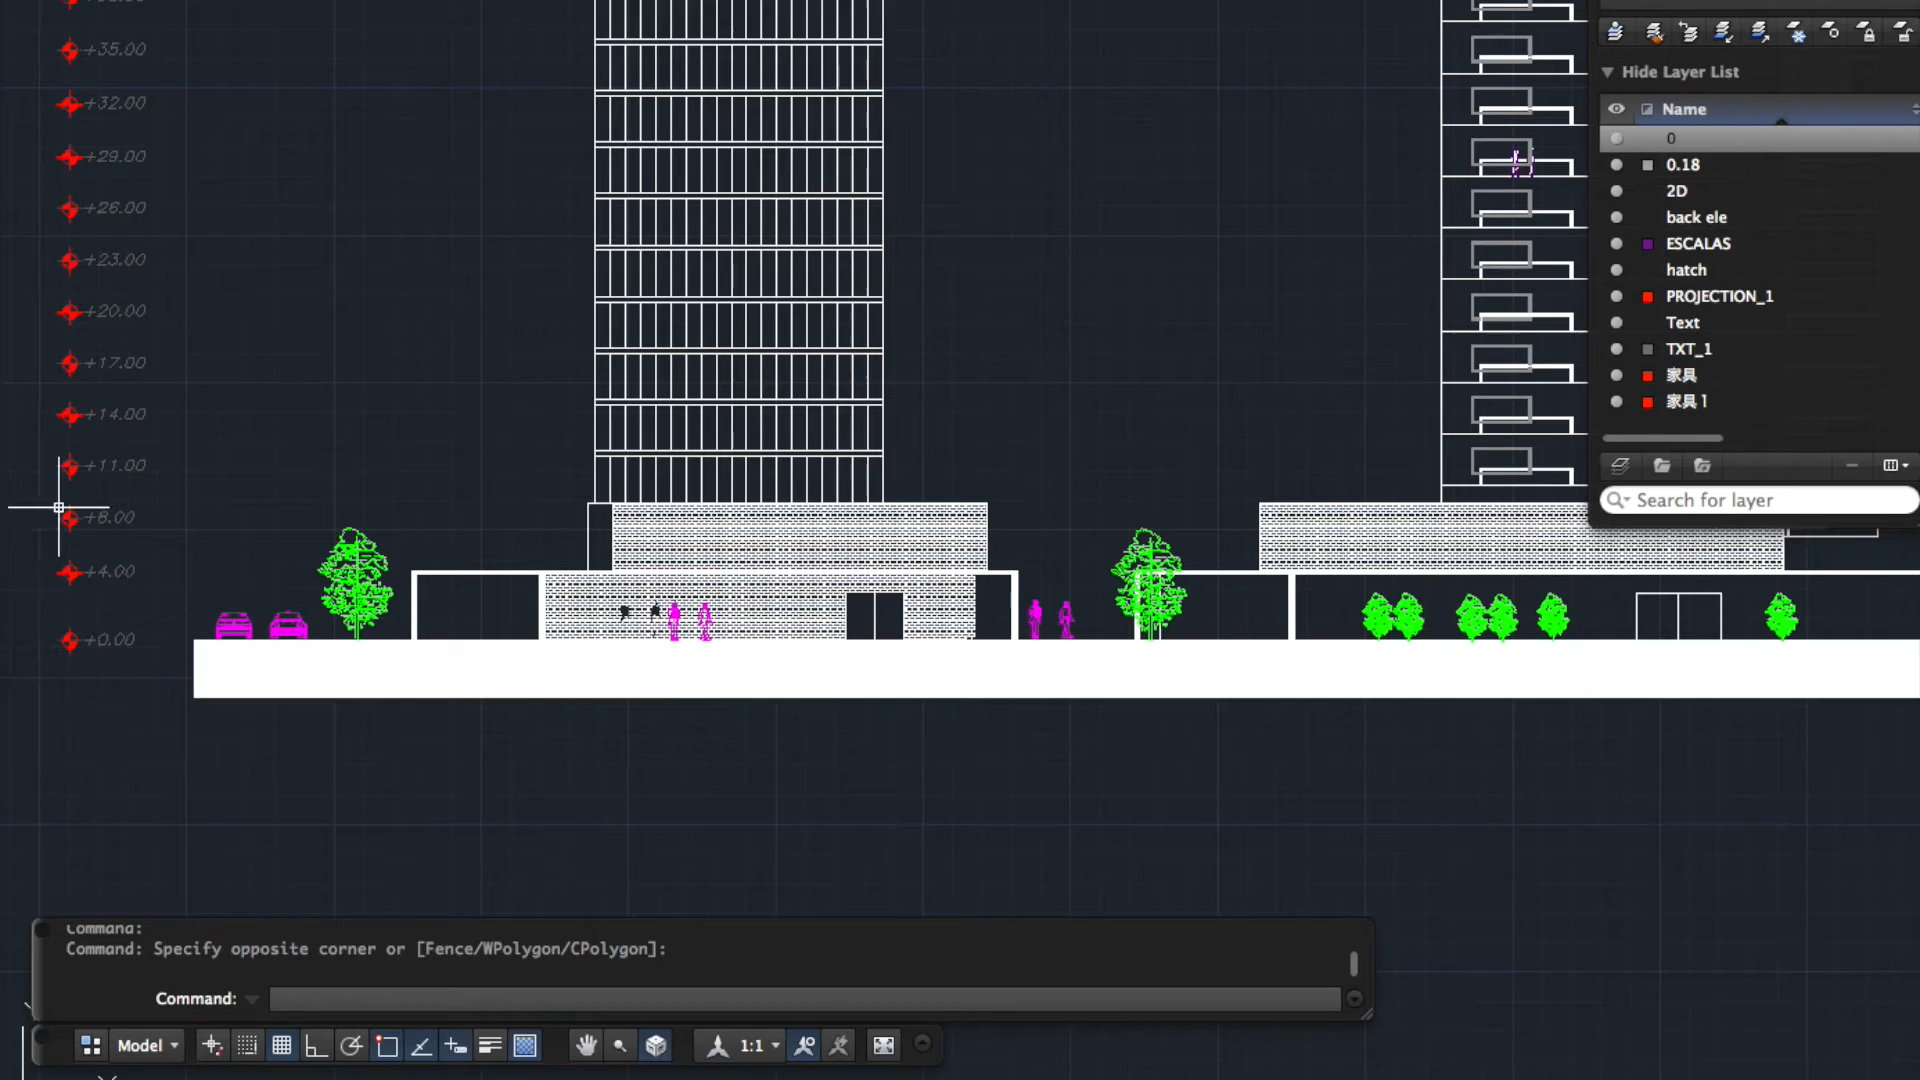 +35.00
+32.00
+29.00
+26.00
+23.00
+20.00
+17.00
+14.00
+11.00
+8.00
+4.00
+0.00
Hide Layer List
Name
0
0.18
2D
back ele
ESCALAS
hatch
PROJECTION_1
Text
TXT_1
家具
家具 1
Search for layer
Command:
Command: Specify opposite corner or [Fence/WPolygon/CPolygon]:
Command:
Model
1:1